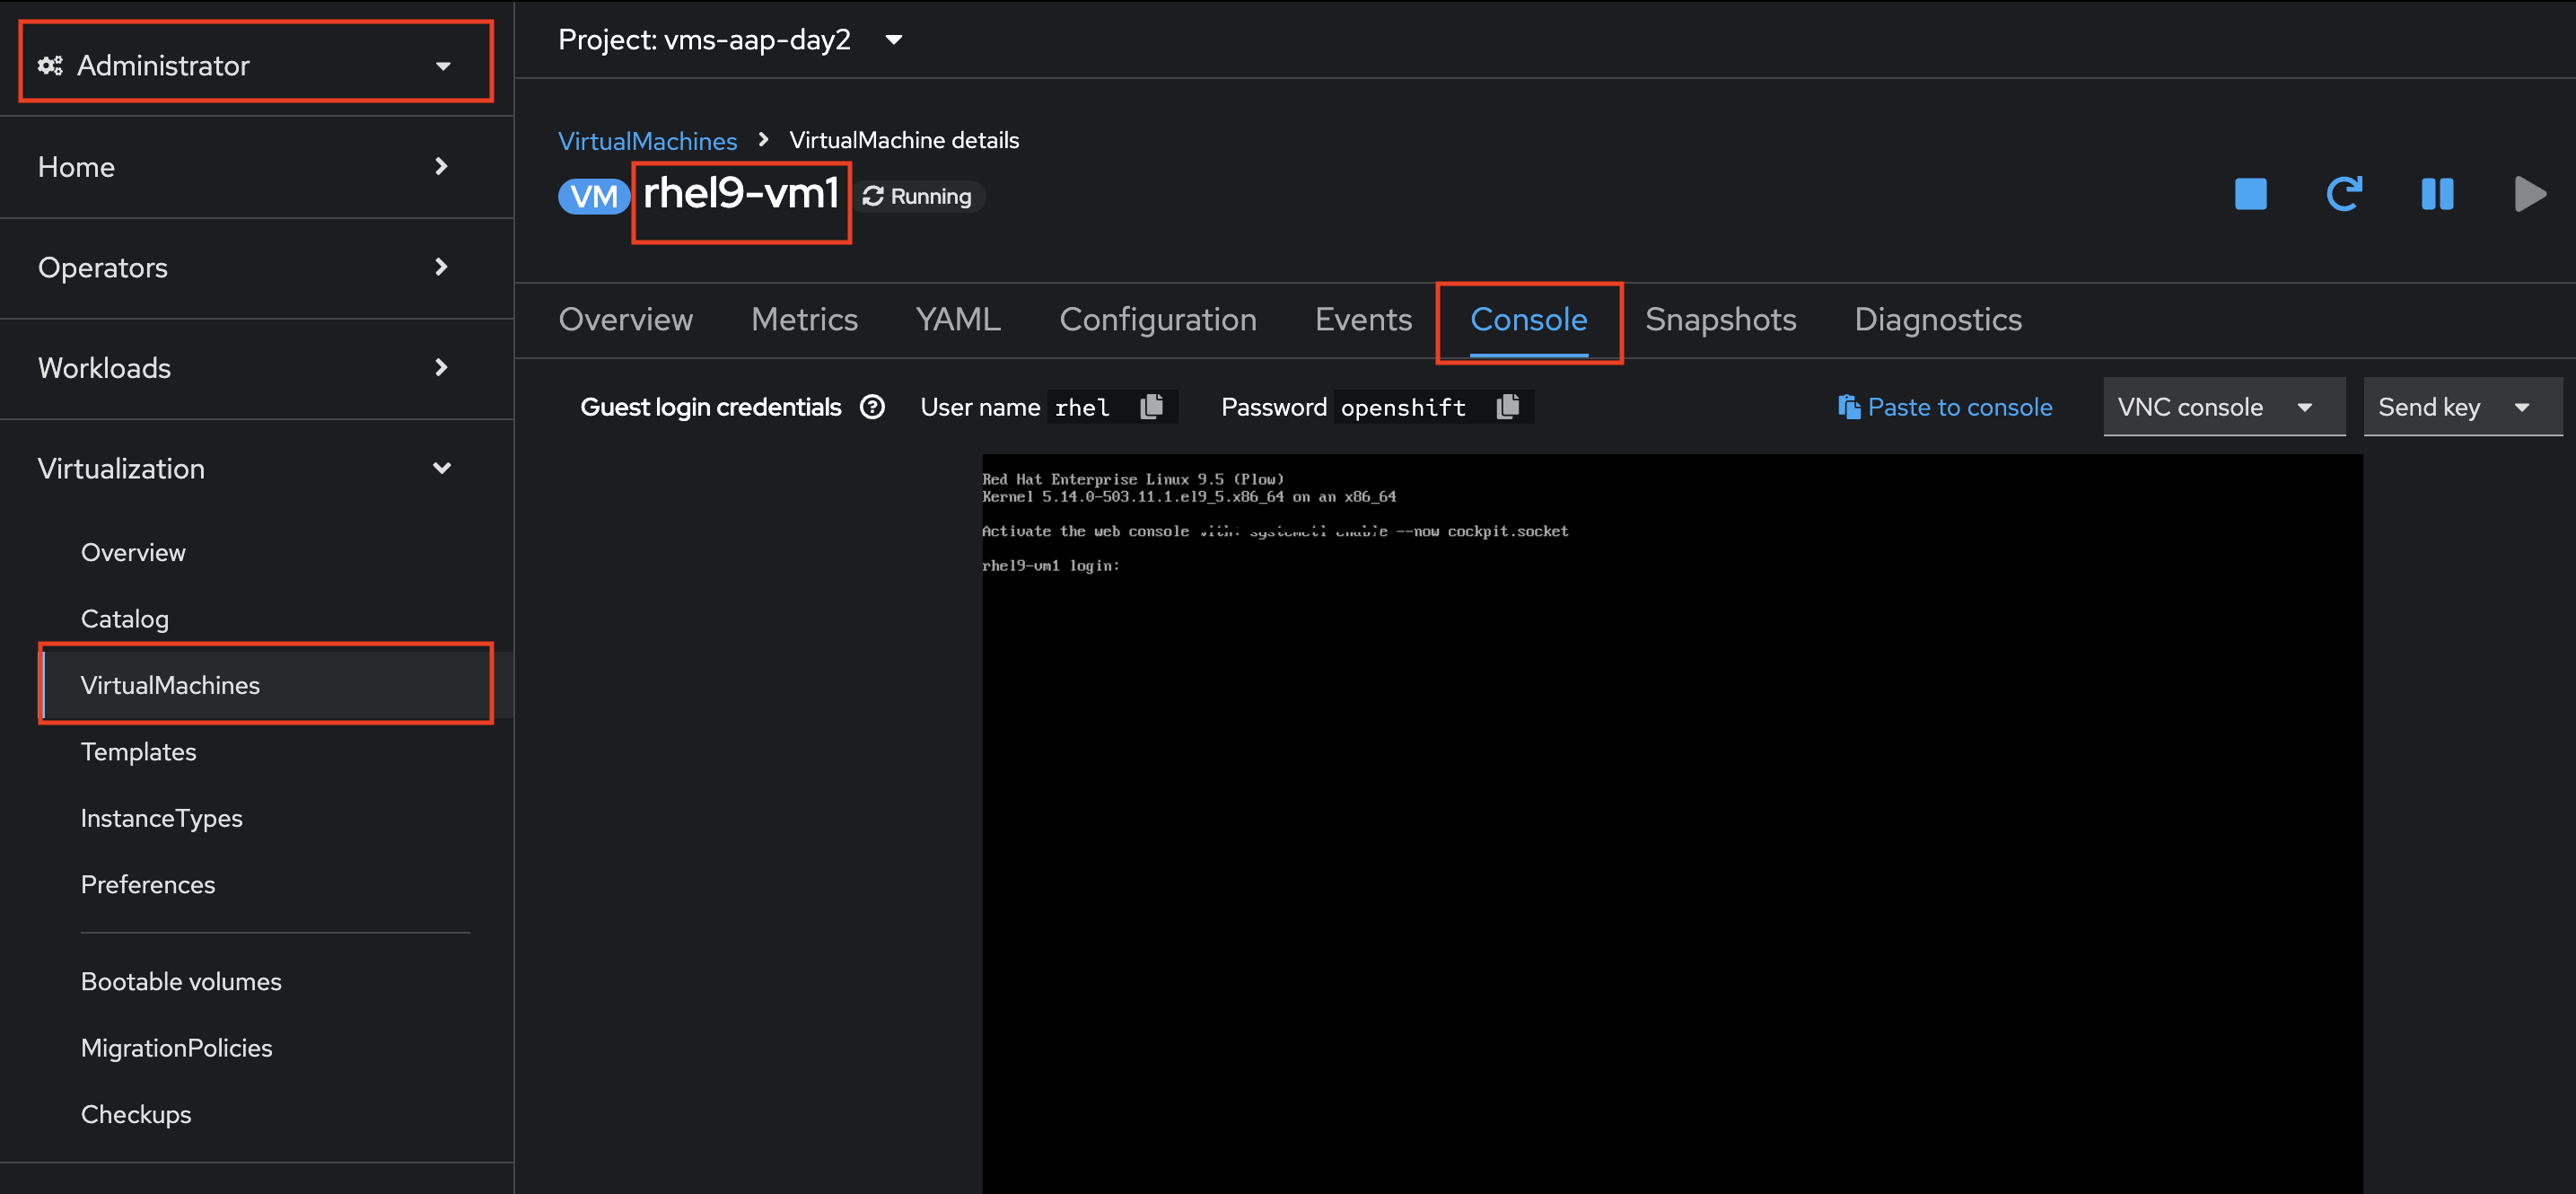 Administrator
Home
Operators
Workloads
Virtualization
Overview
Catalog
VirtualMachines
Templates
InstanceTypes
Preferences
Bootable volumes
MigrationPolicies
Checkups
Project: vms-aap-day2
VirtualMachines VirtualMachine details
VM rhel9-vm1 Running
Overview Metrics YAML Configuration Events Console Snapshots Diagnostics
Guest login credentials User name rhel Password openshift Paste to console VNC console Send key
Red Hat Enterprise Linux 9.5 (Plow)
Kernel 5.14.0-503.11.1.el9_5.x86_64 on an x86_64
Activate the web console with: systemctl enable --now cockpit.socket
rhel9-vm1 login: